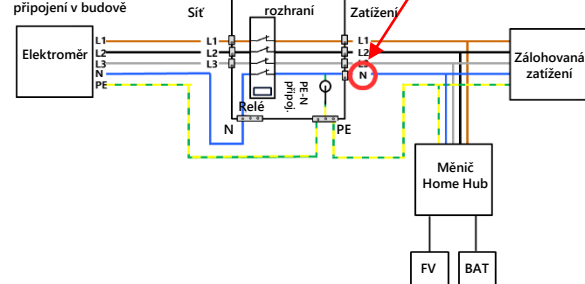 připojení v budově
Síť
rozhraní
Zatížení
Elektroměr
L1
L2
L3
N
PE
L1
L2
L3
Relé
PE-N
připoj.
N
PE
L1
L2
L3
N
Zálohovaná
zatížení
Měnič
Home Hub
FV
BAT